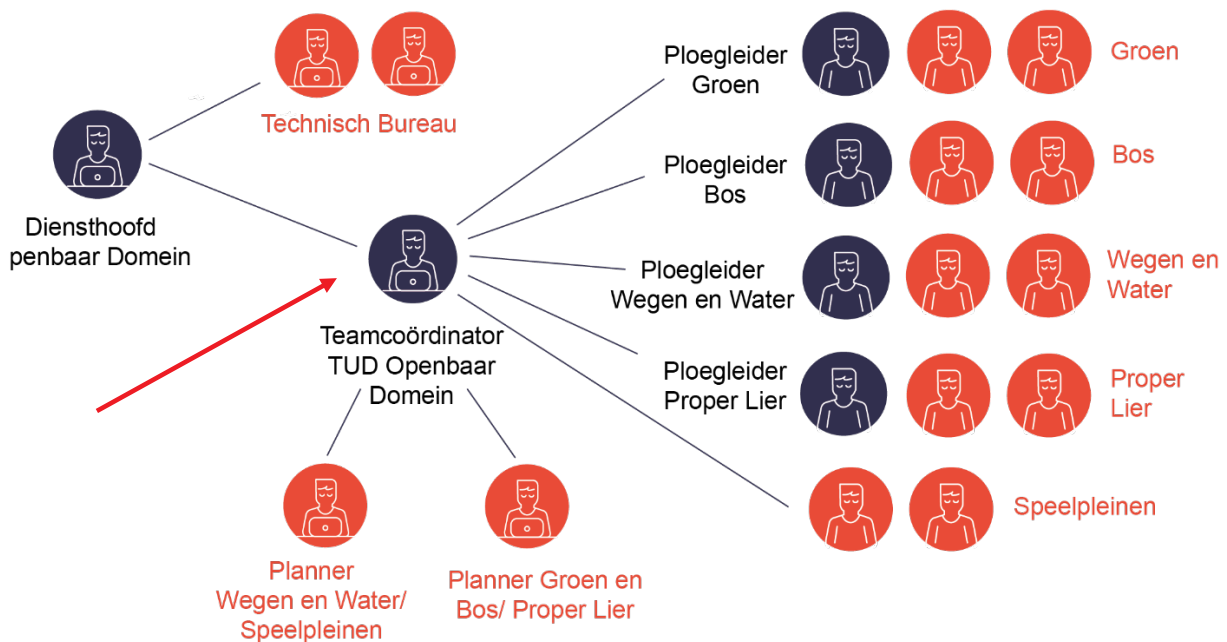 Technisch Bureau
Diensthoofd
penbaar Domein
Teamcoördinator
TUD Openbaar
Domein
Planner
Wegen en Water/
Speelpleinen
Planner Groen en
Bos/ Proper Lier
Ploegleider
Groen
Groen
Ploegleider
Bos
Bos
Ploegleider
Wegen en Water
Wegen en
Water
Ploegleider
Proper Lier
Proper
Lier
Speelpleinen